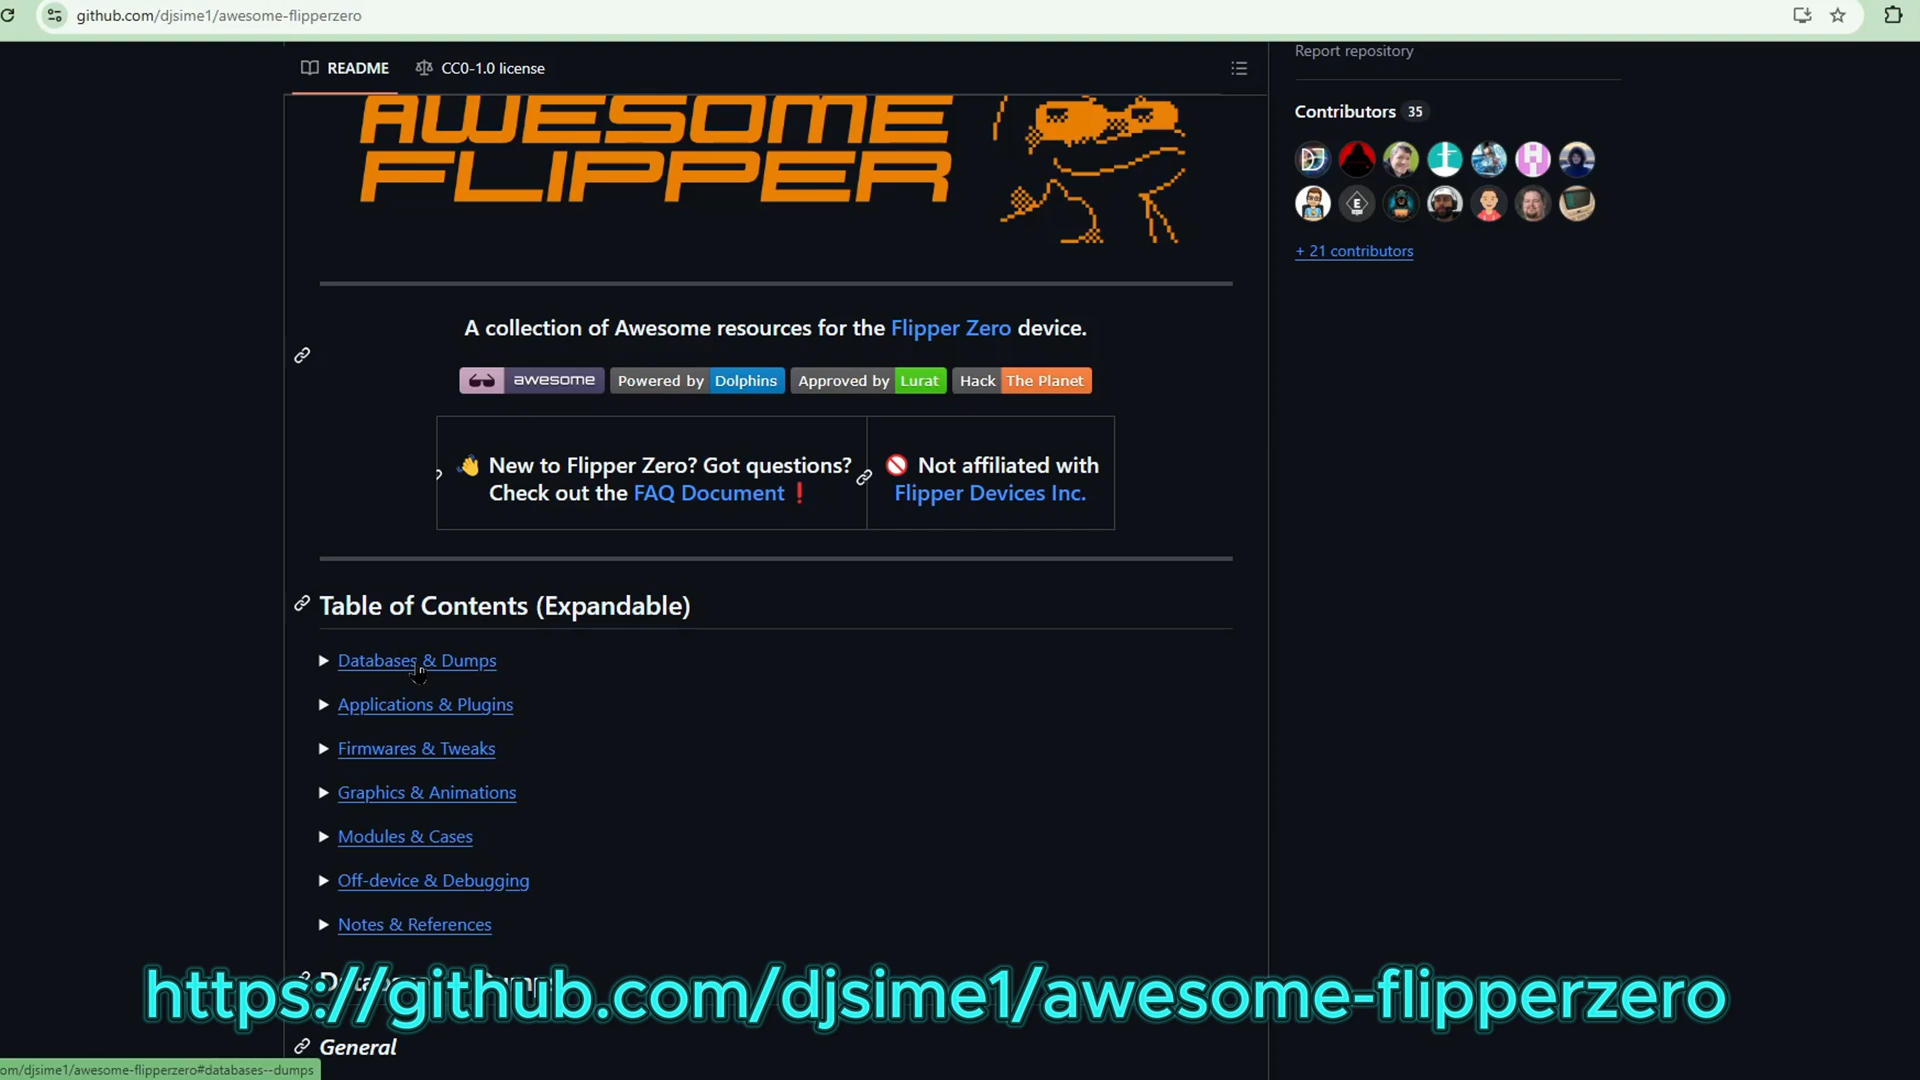 github.com/djsime1/awesome-flipperzero
Report repository
README
CC0-1.0 license
AWESOME
FLIPPER
Contributors 35
+ 21 contributors
A collection of Awesome resources for the Flipper Zero device.
awesome
Powered by Dolphins
Approved by Lurat
Hack The Planet
👋 New to Flipper Zero? Got questions?
Check out the FAQ Document ❗
🚫 Not affiliated with
Flipper Devices Inc.
Table of Contents (Expandable)
Databases & Dumps
Applications & Plugins
Firmwares & Tweaks
Graphics & Animations
Modules & Cases
Off-device & Debugging
Notes & References
https://github.com/djsime1/awesome-flipperzero
General
om/djsime1/awesome-flipperzero#databases--dumps